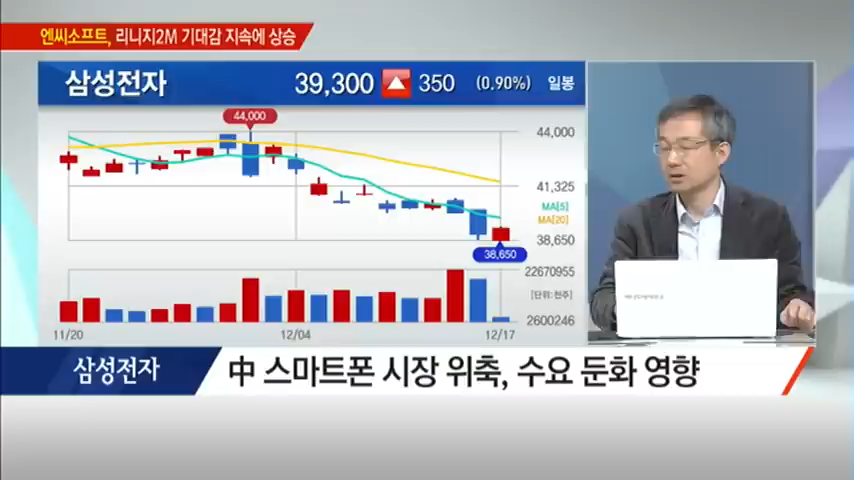 엔씨소프트, 리니지2M 기대감 지속에 상승
삼성전자 39,300 350 (0.90%) 일봉
44,000
44,000
41,325
MA[5]
MA[20]
38,650
38,650
22670955
[단위:천주]
2600246
11/20 12/04 12/17
삼성전자 中 스마트폰 시장 위축, 수요 둔화 영향